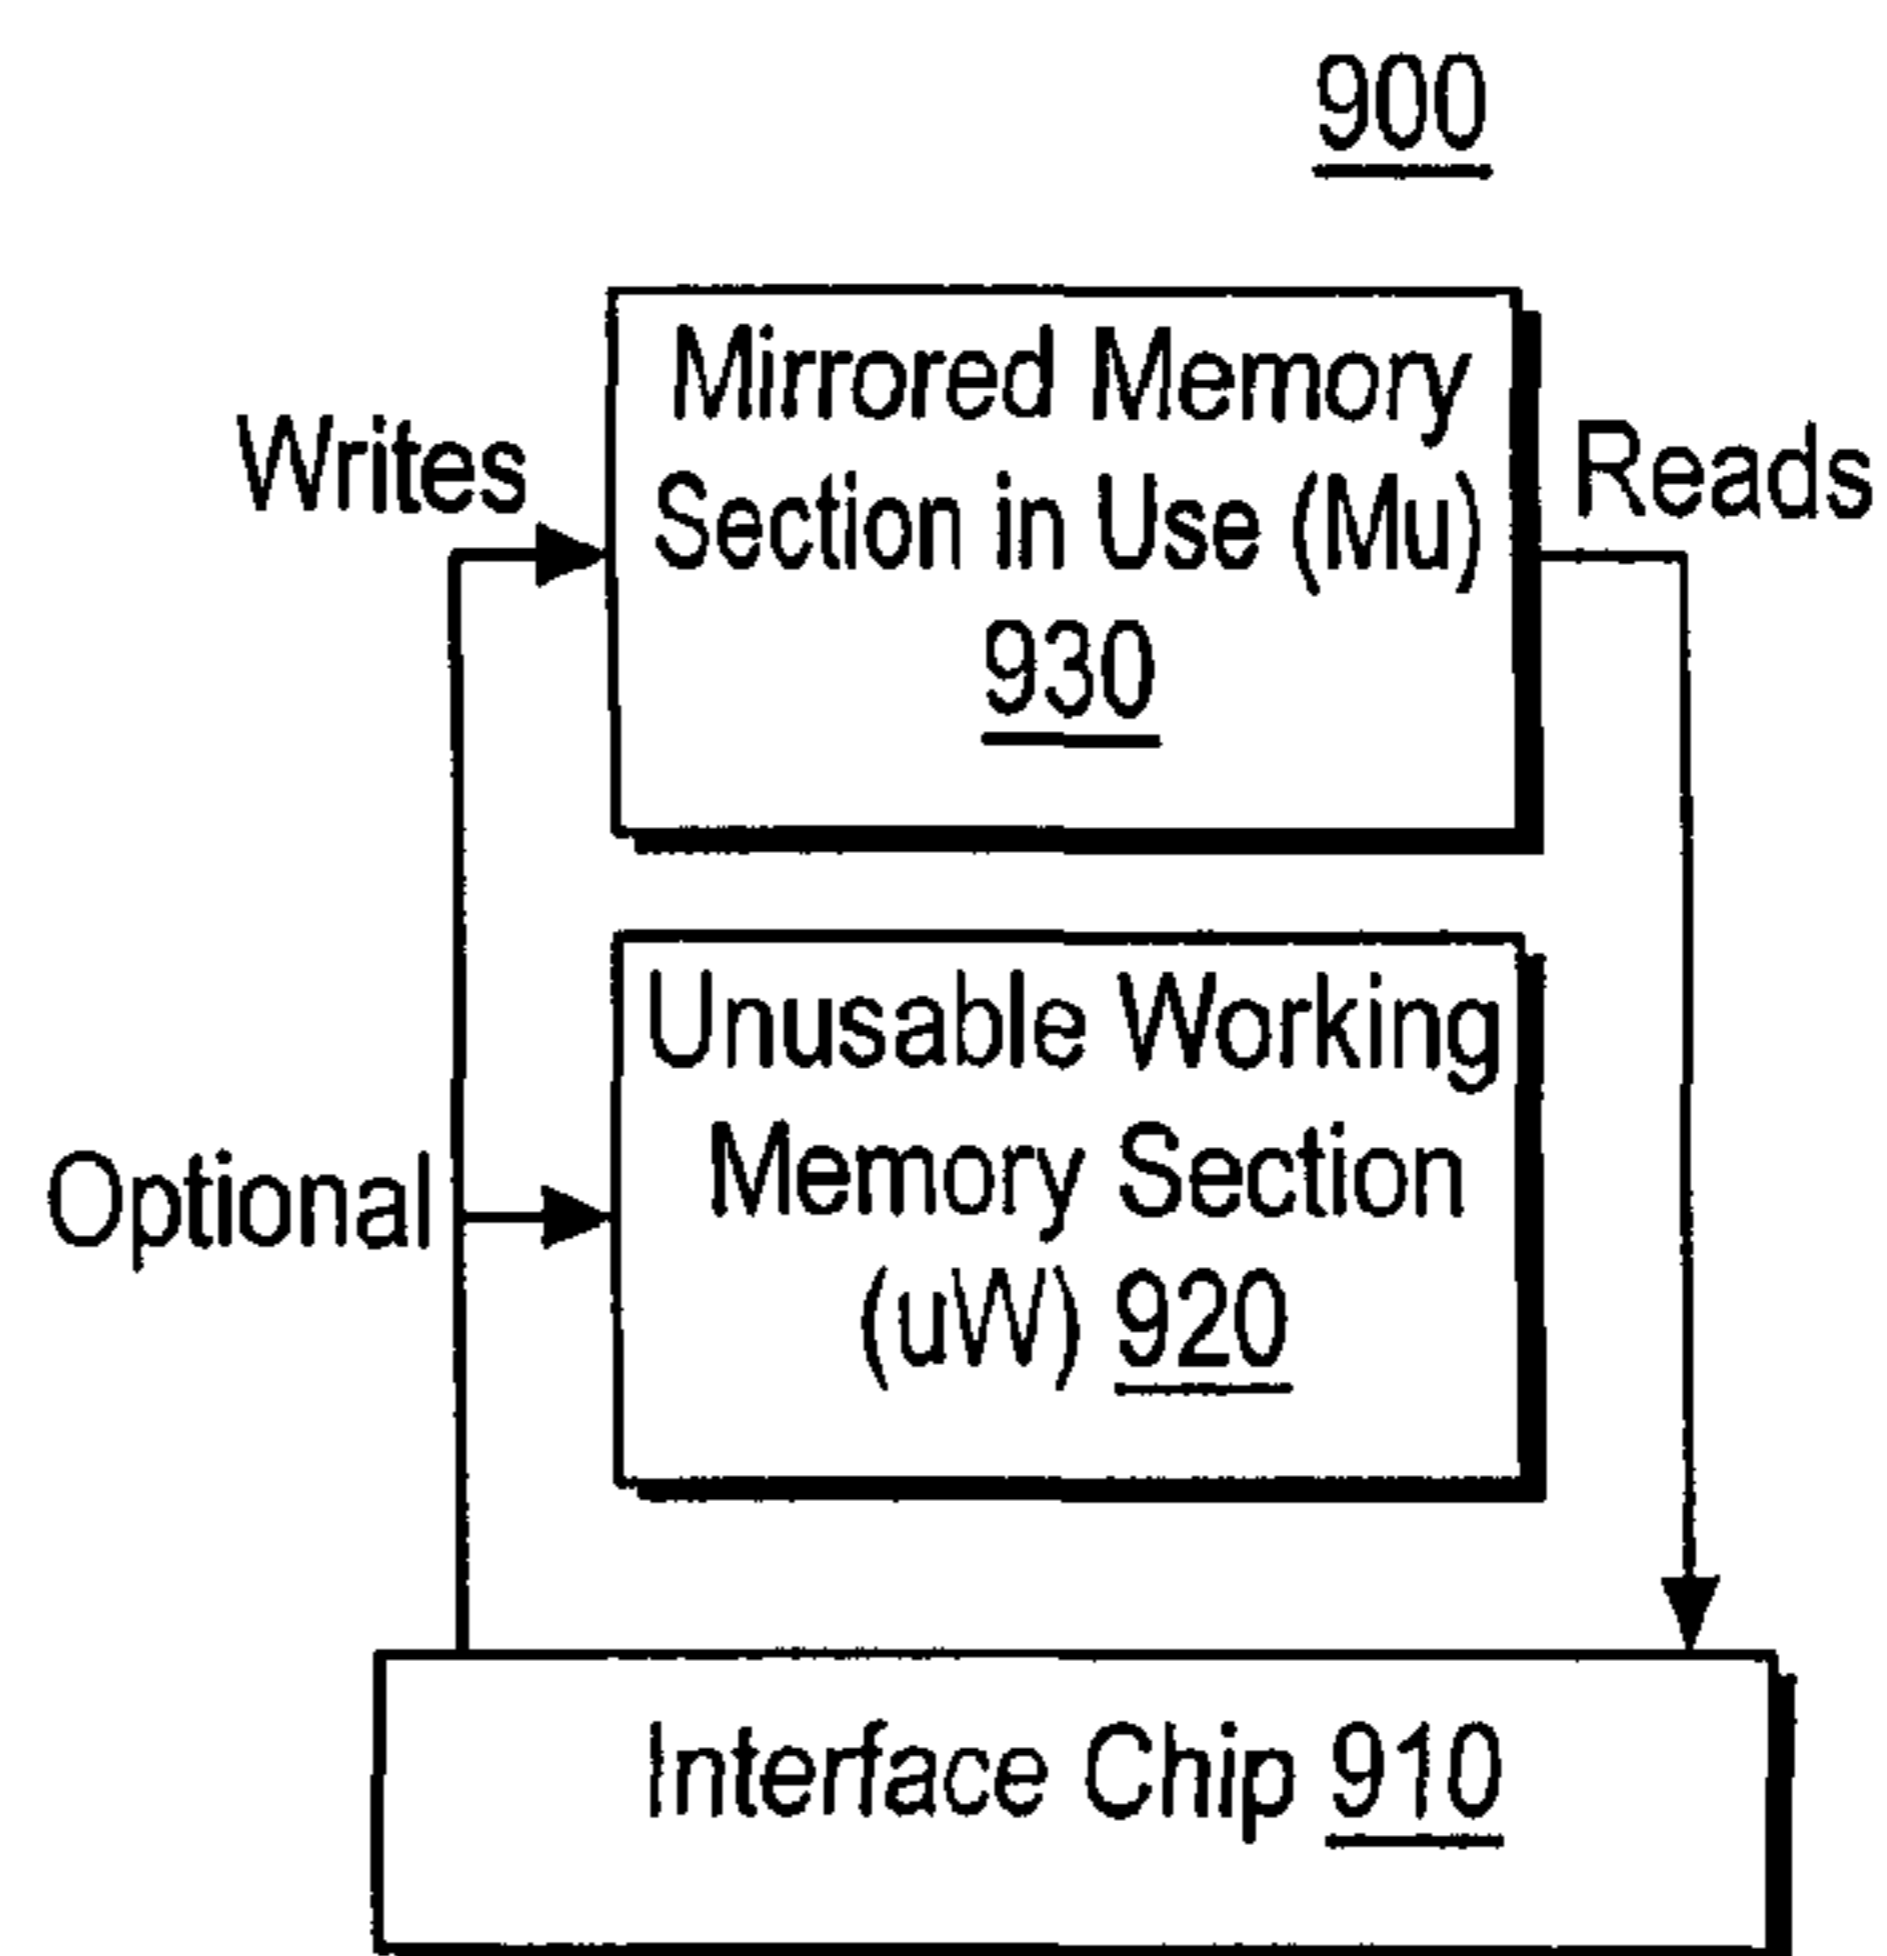 900
Mirrored Memory
Section in Use (Mu)
930
Writes
Reads
Unusable Working
Memory Section
(uW) 920
Optional
Interface Chip 910